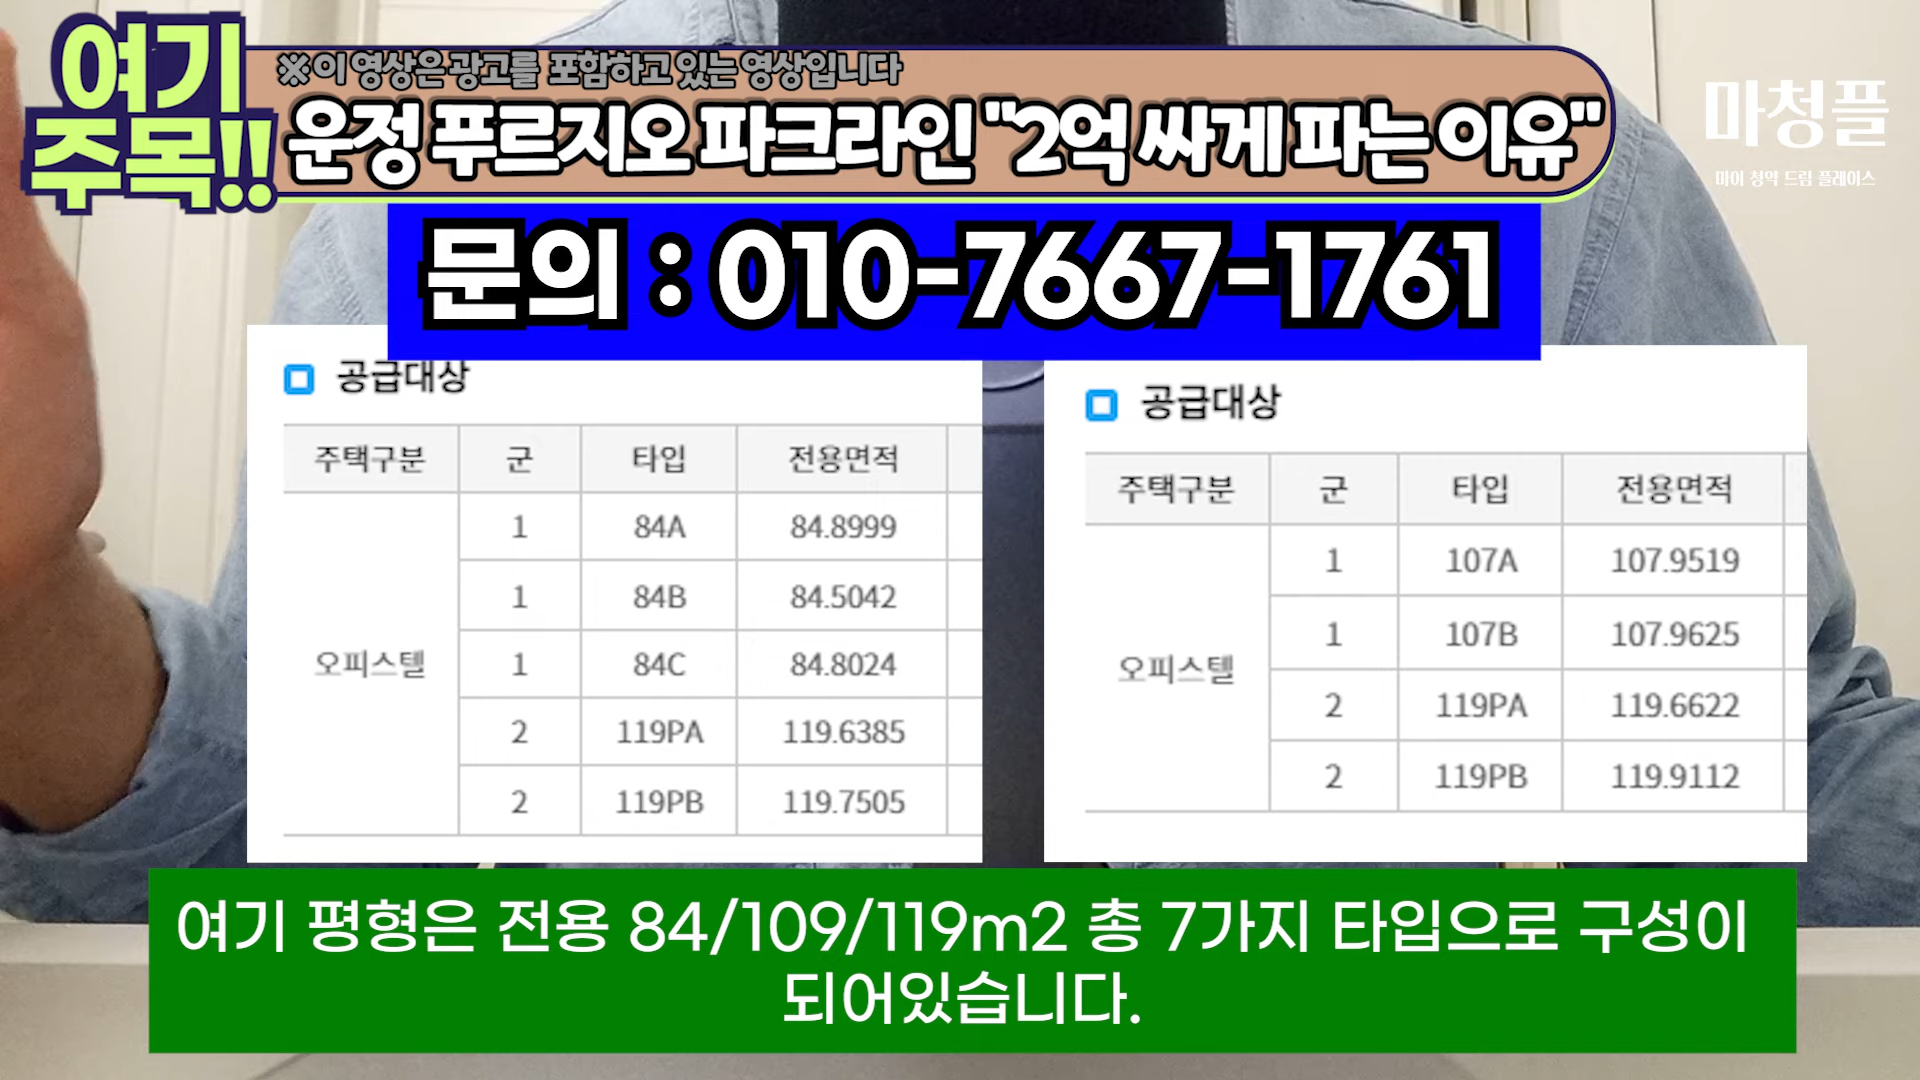 여기
주목!!
※이 영상은 광고를 포함하고 있는 영상입니다
운정 푸르지오 파크라인 "2억 싸게 파는 이유"
마청플
마이 청약 드림 플레이스
문의 : 010-7667-1761
공급대상
주택구분 군 타입 전용면적
오피스텔
1 84A 84.8999
1 84B 84.5042
1 84C 84.8024
2 119PA 119.6385
2 119PB 119.7505
공급대상
주택구분 군 타입 전용면적
오피스텔
1 107A 107.9519
1 107B 107.9625
2 119PA 119.6622
2 119PB 119.9112
여기 평형은 전용 84/109/119m2 총 7가지 타입으로 구성이
되어있습니다.